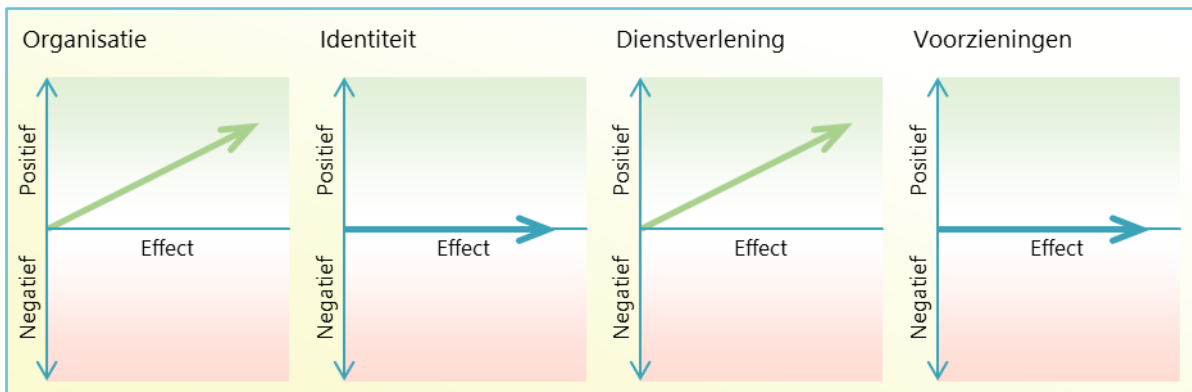 Organisatie
Positief
Negatief
Effect
Identiteit
Positief
Negatief
Effect
Dienstverlening
Positief
Negatief
Effect
Voorzieningen
Positief
Negatief
Effect